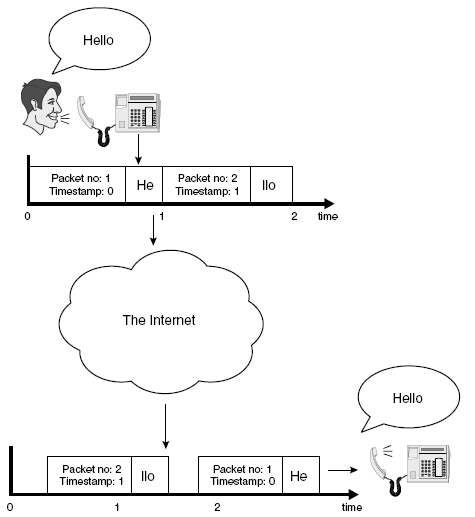 Hello
Packet no: 1
Timestamp: 0
He
Packet no: 2
Timestamp: 1
llo
0
1
2
time
The Internet
Hello
Packet no: 2
Timestamp: 1
llo
Packet no: 1
Timestamp: 0
He
0
1
2
time